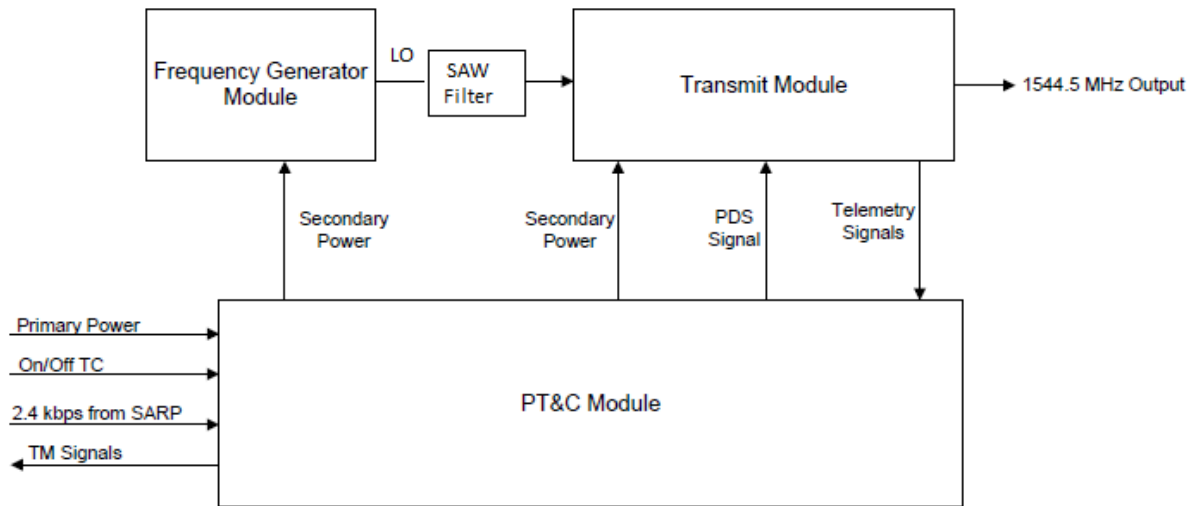 Frequency Generator
Module
LO
SAW
Filter
Transmit Module
1544.5 MHz Output
Secondary
Power
Secondary
Power
PDS
Signal
Telemetry
Signals
Primary Power
On/Off TC
2.4 kbps from SARP
TM Signals
PT&C Module